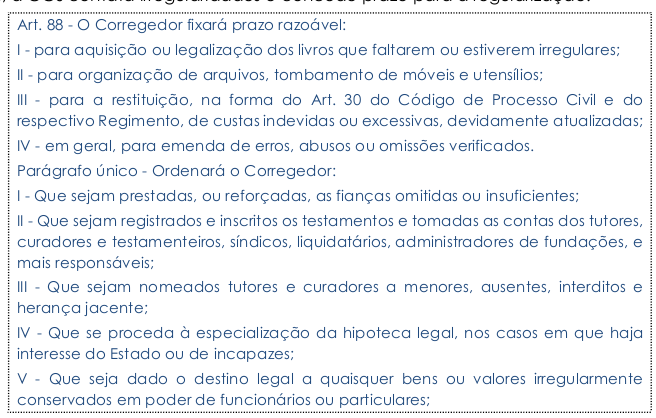 Art. 88 - O Corregedor fixará prazo razoável:
I - para aquisição ou legalização dos livros que faltarem ou estiverem irregulares;
II - para organização de arquivos, tombamento de móveis e utensílios;
III - para a restituição, na forma do Art. 30 do Código de Processo Civil e do
respectivo Regimento, de custas indevidas ou excessivas, devidamente atualizadas;
IV - em geral, para emenda de erros, abusos ou omissões verificados.
Parágrafo único - Ordenará o Corregedor:
I - Que sejam prestadas, ou reforçadas, as fianças omitidas ou insuficientes;
II - Que sejam registrados e inscritos os testamentos e tomadas as contas dos tutores,
curadores e testamenteiros, síndicos, liquidatários, administradores de fundações, e
mais responsáveis;
III - Que sejam nomeados tutores e curadores a menores, ausentes, interditos e
herança jacente;
IV - Que se proceda à especialização da hipoteca legal, nos casos em que haja
interesse do Estado ou de incapazes;
V - Que seja dado o destino legal a quaisquer bens ou valores irregularmente
conservados em poder de funcionários ou particulares;